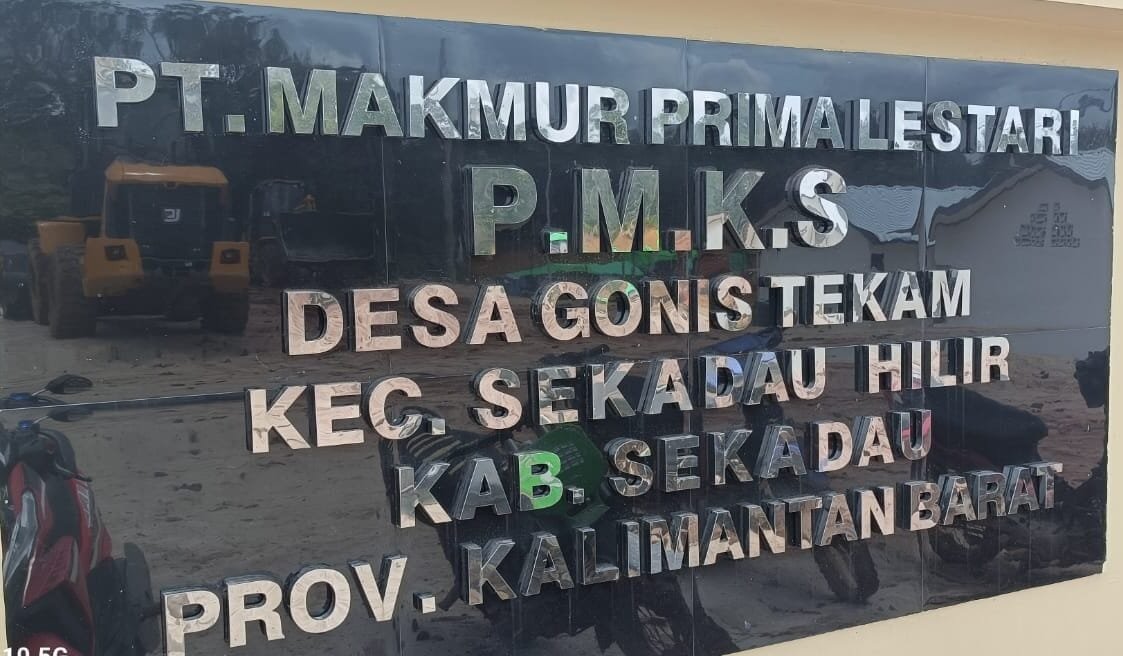 PT. MAKMUR PRIMA LESTARI
P.M.K.S
DESA GONIS TEKAM
KEC. SEKADAU HILIR
KAB. SEKADAU
PROV. KALIMANTAN BARAT